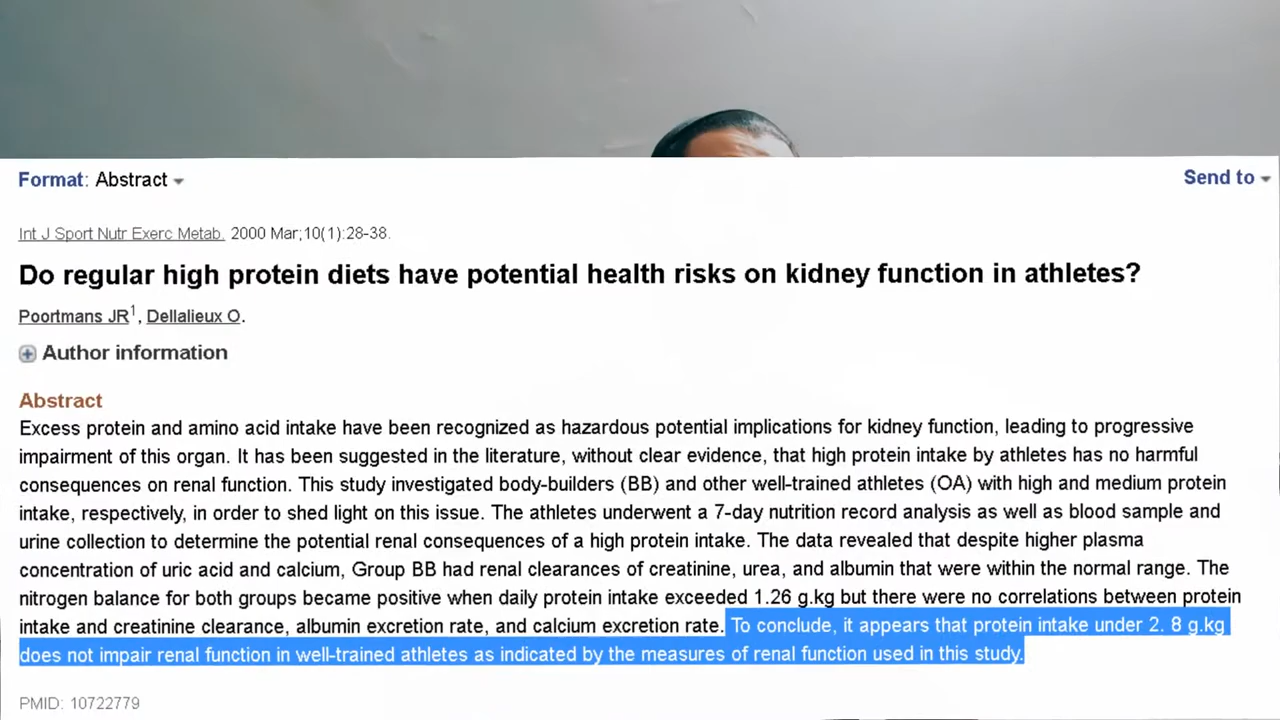 Format: Abstract
Send to
Int J Sport Nutr Exerc Metab. 2000 Mar;10(1):28-38.
Do regular high protein diets have potential health risks on kidney function in athletes?
Poortmans JR1, Dellalieux O.
Author information
Abstract
Excess protein and amino acid intake have been recognized as hazardous potential implications for kidney function, leading to progressive
impairment of this organ. It has been suggested in the literature, without clear evidence, that high protein intake by athletes has no harmful
consequences on renal function. This study investigated body-builders (BB) and other well-trained athletes (OA) with high and medium protein
intake, respectively, in order to shed light on this issue. The athletes underwent a 7-day nutrition record analysis as well as blood sample and
urine collection to determine the potential renal consequences of a high protein intake. The data revealed that despite higher plasma
concentration of uric acid and calcium, Group BB had renal clearances of creatinine, urea, and albumin that were within the normal range. The
nitrogen balance for both groups became positive when daily protein intake exceeded 1.26 g.kg but there were no correlations between protein
intake and creatinine clearance, albumin excretion rate, and calcium excretion rate. To conclude, it appears that protein intake under 2. 8 g.kg
does not impair renal function in well-trained athletes as indicated by the measures of renal function used in this study.
PMID: 10722779